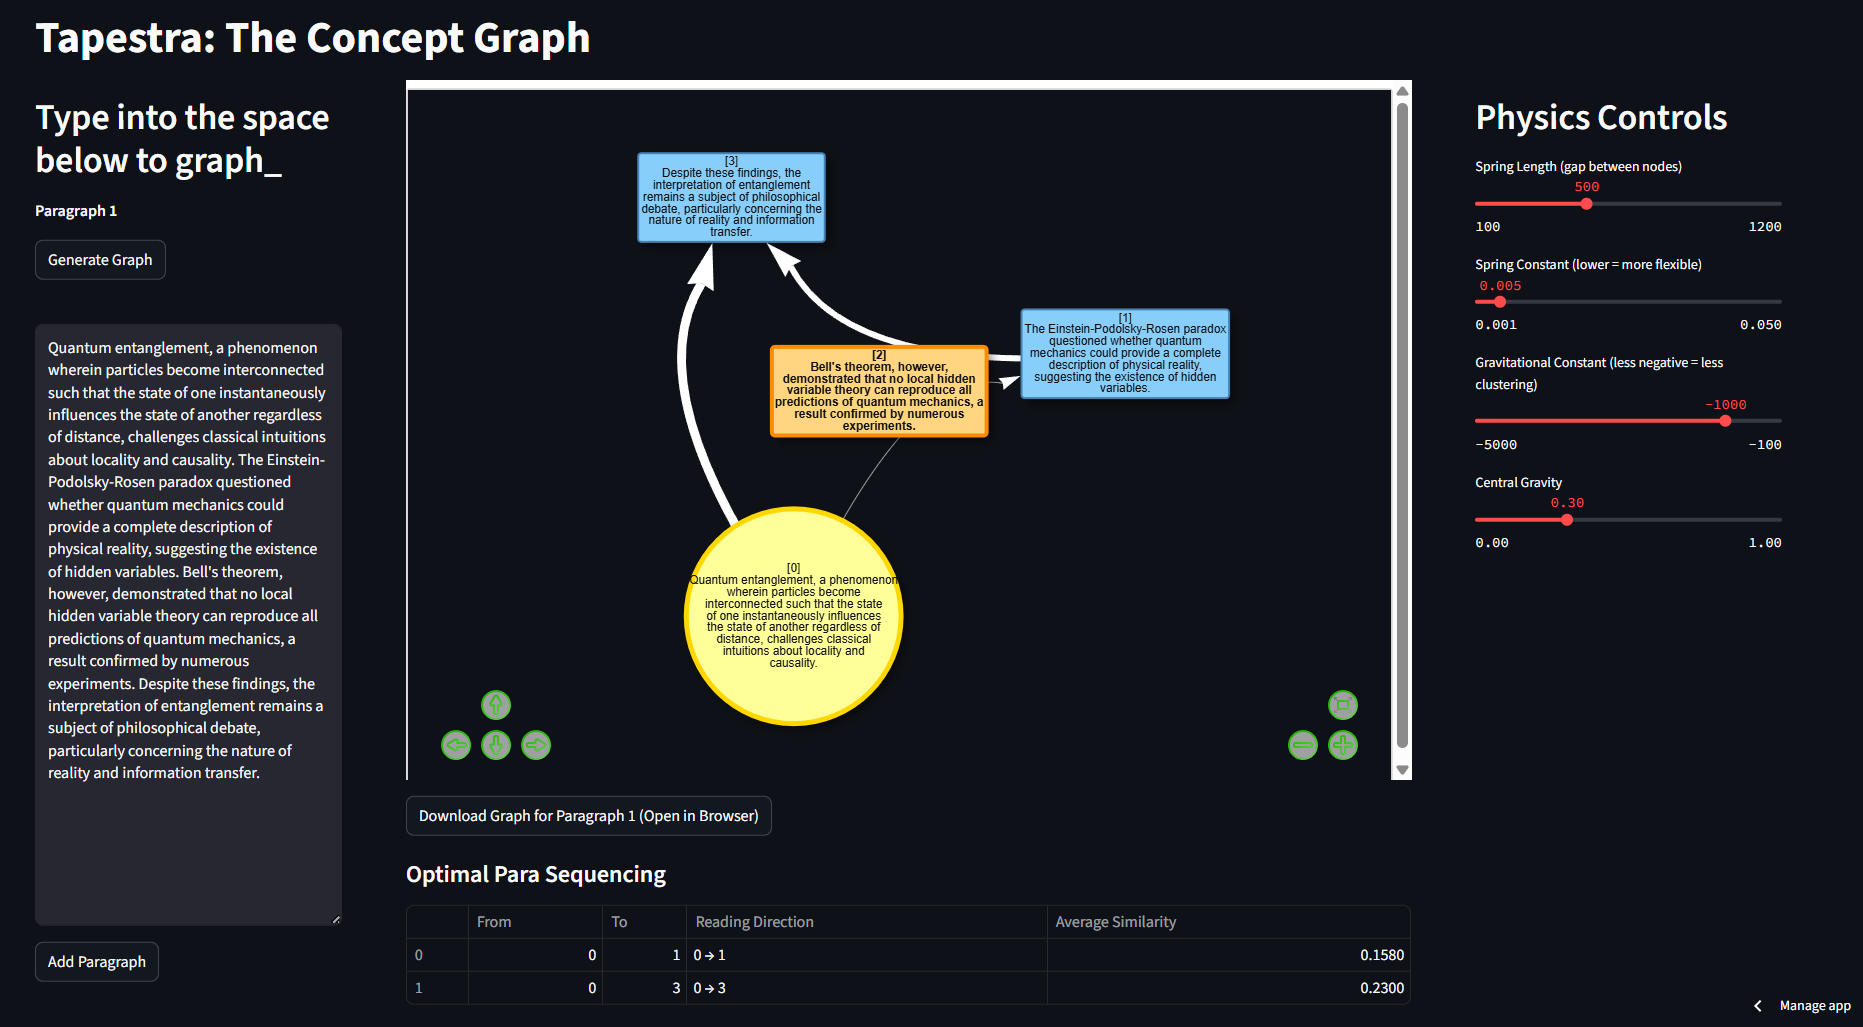 Tapestra: The Concept Graph
Type into the space
below to graph_
Paragraph 1
Generate Graph
Quantum entanglement, a phenomenon
wherein particles become interconnected
such that the state of one instantaneously
influences the state of another regardless
of distance, challenges classical intuitions
about locality and causality. The Einstein-
Podolsky-Rosen paradox questioned
whether quantum mechanics could
provide a complete description of
physical reality, suggesting the existence
of hidden variables. Bell's theorem,
however, demonstrated that no local
hidden variable theory can reproduce all
predictions of quantum mechanics, a
result confirmed by numerous
experiments. Despite these findings, the
interpretation of entanglement remains a
subject of philosophical debate,
particularly concerning the nature of
reality and information transfer.
Add Paragraph
[3]
Despite these findings, the
interpretation of entanglement
remains a subject of philosophical
debate, particularly concerning the
nature of reality and information
transfer.
[1]
The Einstein-Podolsky-Rosen paradox
questioned whether quantum
mechanics could provide a complete
description of physical reality,
suggesting the existence of hidden
variables.
[2]
Bell's theorem, however,
demonstrated that no local hidden
variable theory can reproduce all
predictions of quantum mechanics, a
result confirmed by numerous
experiments.
[0]
Quantum entanglement, a phenomenon
wherein particles become
interconnected such that the state
of one instantaneously influences
the state of another regardless of
distance, challenges classical
intuitions about locality and
causality.
Download Graph for Paragraph 1 (Open in Browser)
Optimal Para Sequencing
From To Reading Direction Average Similarity
0 0 1 0 → 1 0.1580
1 0 3 0 → 3 0.2300
Physics Controls
Spring Length (gap between nodes)
500
100 1200
Spring Constant (lower = more flexible)
0.005
0.001 0.050
Gravitational Constant (less negative = less
clustering)
−1000
−5000 −100
Central Gravity
0.30
0.00 1.00
Manage app